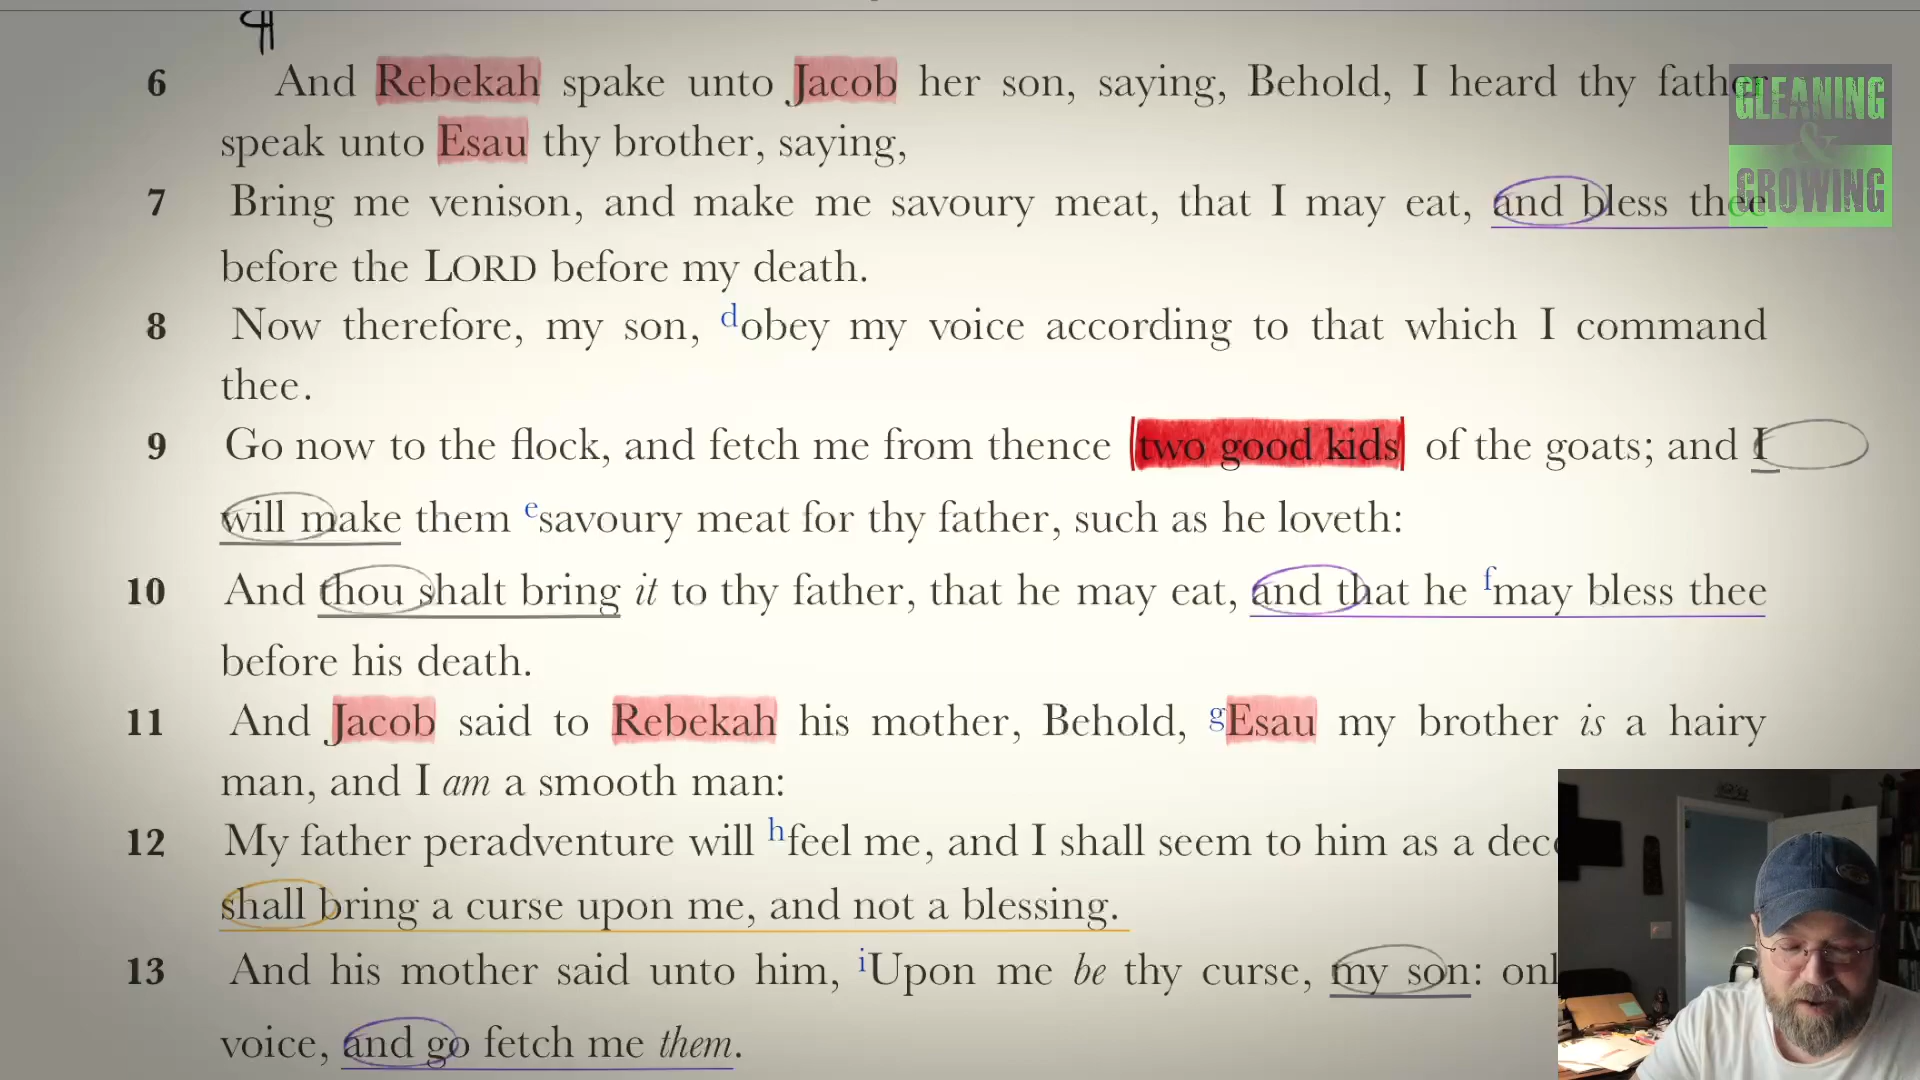 ¶
6 And Rebekah spake unto Jacob her son, saying, Behold, I heard thy father
speak unto Esau thy brother, saying,
7 Bring me venison, and make me savoury meat, that I may eat, and bless thee
before the LORD before my death.
8 Now therefore, my son, dobey my voice according to that which I command
thee.
9 Go now to the flock, and fetch me from thence two good kids of the goats; and I
will make them esavoury meat for thy father, such as he loveth:
10 And thou shalt bring it to thy father, that he may eat, and that he fmay bless thee
before his death.
11 And Jacob said to Rebekah his mother, Behold, gEsau my brother is a hairy
man, and I am a smooth man:
12 My father peradventure will hfeel me, and I shall seem to him as a
shall bring a curse upon me, and not a blessing.
13 And his mother said unto him, iUpon me be thy curse, my son:
voice, and go fetch me them.
GLEANING
&
GROWING